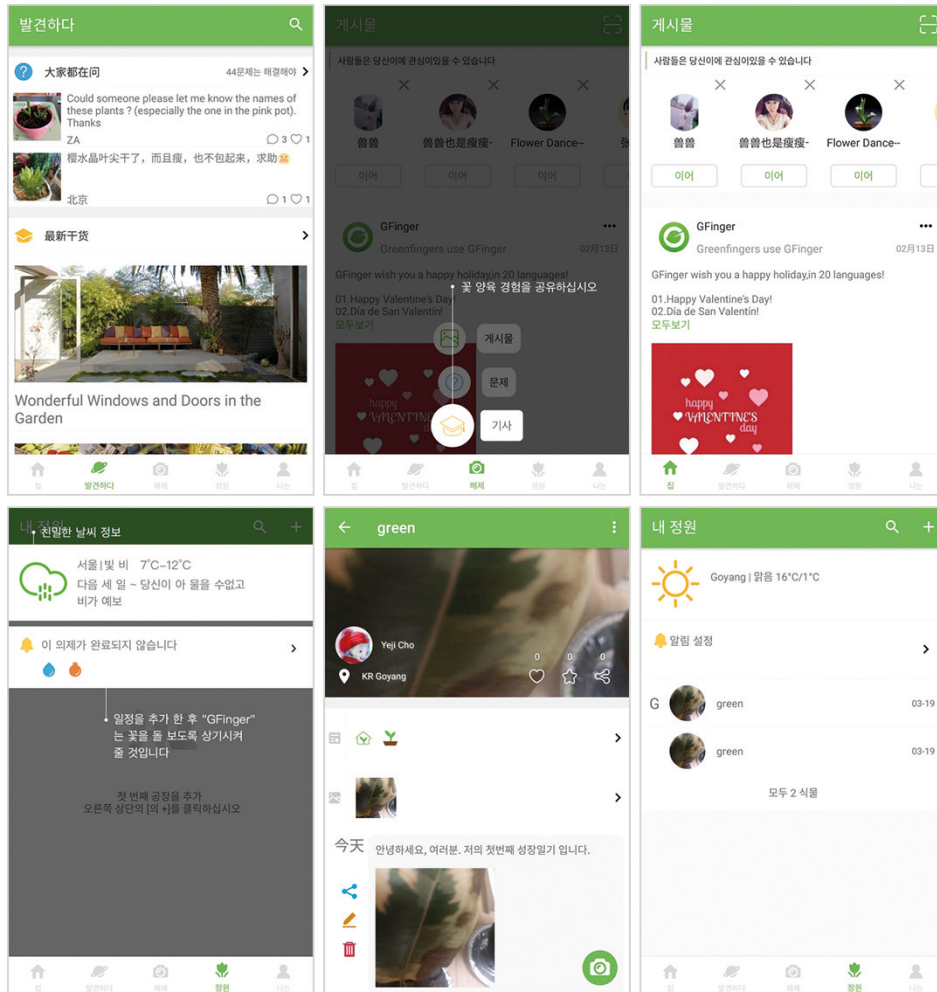 발견하다
大家都在问
44문제는 해결해야
Could someone please let me know the names of
these plants ? (especially the one in the pink pot).
Thanks
ZA
3
1
樱水晶叶尖干了，而且瘦，也不包起来，求助
北京
1
1
最新干货
Wonderful Windows and Doors in the
Garden
집
발견하다
해제
정원
나는
게시물
사람들은 당신이에 관심이있을 수 있습니다
兽兽
兽兽也是瘦瘦-
Flower Dance--
张
이어
이어
이어
GFinger
Greenfingers use GFinger
02月13日
GFinger wish you a happy holiday,in 20 languages!
꽃 양육 경험을 공유하십시오
01.Happy Valentine's Day!
02.Día de San Valentín!
모두보기
게시물
문제
기사
happy
VALENTINE'S
집
발견하다
해제
정원
나는
게시물
사람들은 당신이에 관심이있을 수 있습니다
兽兽
兽兽也是瘦瘦-
Flower Dance--
이어
이어
이어
GFinger
Greenfingers use GFinger
02月13日
GFinger wish you a happy holiday,in 20 languages!
01.Happy Valentine's Day!
02.Día de San Valentín!
모두보기
happy
VALENTINE'S
day
집
발견하다
해제
정원
나는
내 정원
친밀한 날씨 정보
서울 | 빛 비 7°C–12°C
다음 세 일 ~ 당신이 아 물을 수없고
비가 예보
이 의제가 완료되지 않습니다
일정을 추가 한 후 "GFinger"
는 꽃을 돌 보도록 상기시켜
줄 것입니다
첫 번째 공장을 추가
오른쪽 상단의 [의 +]를 클릭하십시오
집
발견하다
해제
정원
나는
green
Yeji Cho
KR Goyang
0
0
0
今天
안녕하세요, 여러분. 저의 첫번째 성장일기 입니다.
내 정원
Goyang | 맑음 16°C/1°C
알림 설정
G
green
03-19
green
03-19
모두 2 식물
집
발견하다
해제
정원
나는